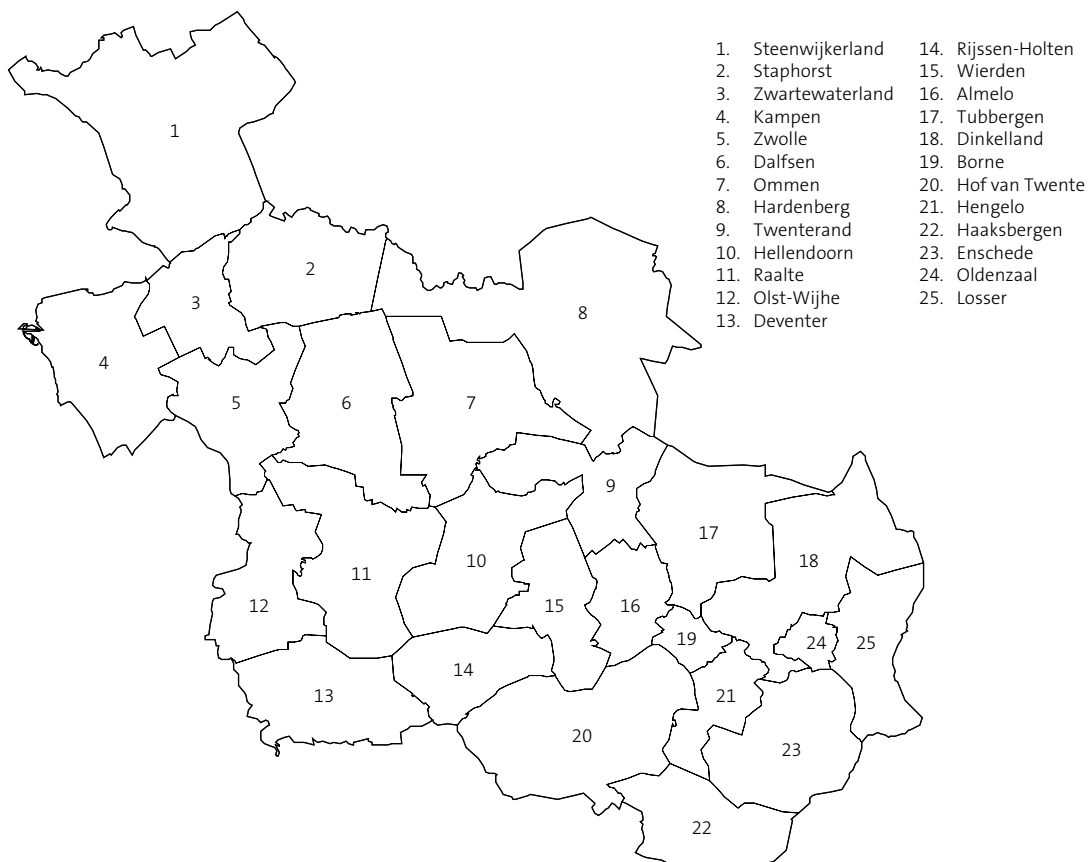 1. Steenwijkerland
2. Staphorst
3. Zwartewaterland
4. Kampen
5. Zwolle
6. Dalfsen
7. Ommen
8. Hardenberg
9. Twenterand
10. Hellendoorn
11. Raalte
12. Olst-Wijhe
13. Deventer
14. Rijssen-Holten
15. Wierden
16. Almelo
17. Tubbergen
18. Dinkelland
19. Borne
20. Hof van Twente
21. Hengelo
22. Haaksbergen
23. Enschede
24. Oldenzaal
25. Losser
1
2
3
8
4
5
6
7
9
17
10
18
11
12
15
16
19
24
25
14
13
21
20
23
22